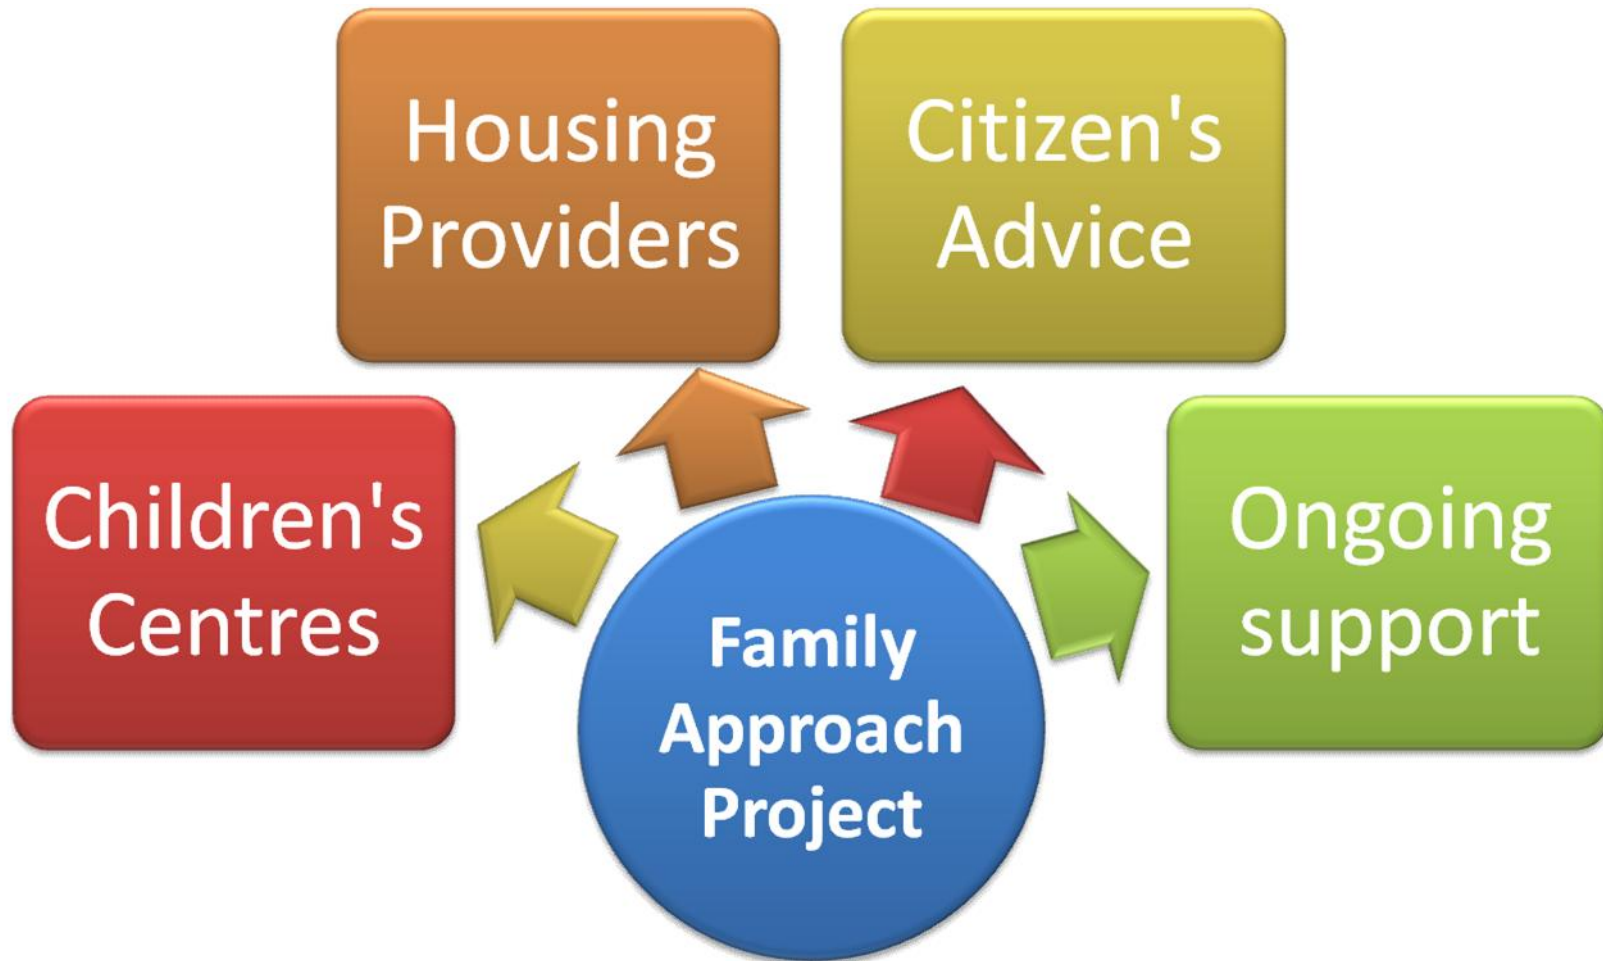 Housing
Providers
Citizen's
Advice
Children's
Centres
Ongoing
support
Family
Approach
Project